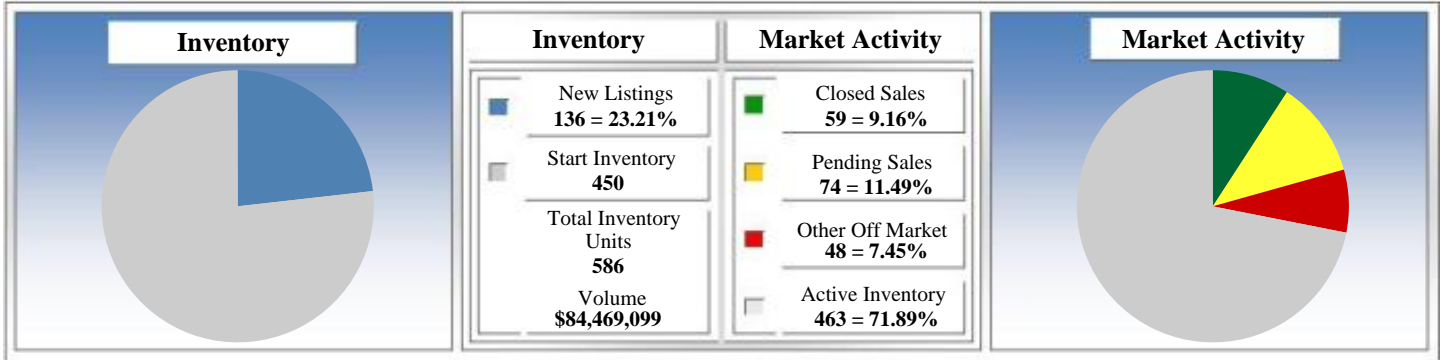 Inventory
Inventory
Market Activity
New Listings
136 = 23.21%
Start Inventory
450
Total Inventory
Units
586
Volume
$84,469,099
Closed Sales
59 = 9.16%
Pending Sales
74 = 11.49%
Other Off Market
48 = 7.45%
Active Inventory
463 = 71.89%
Market Activity